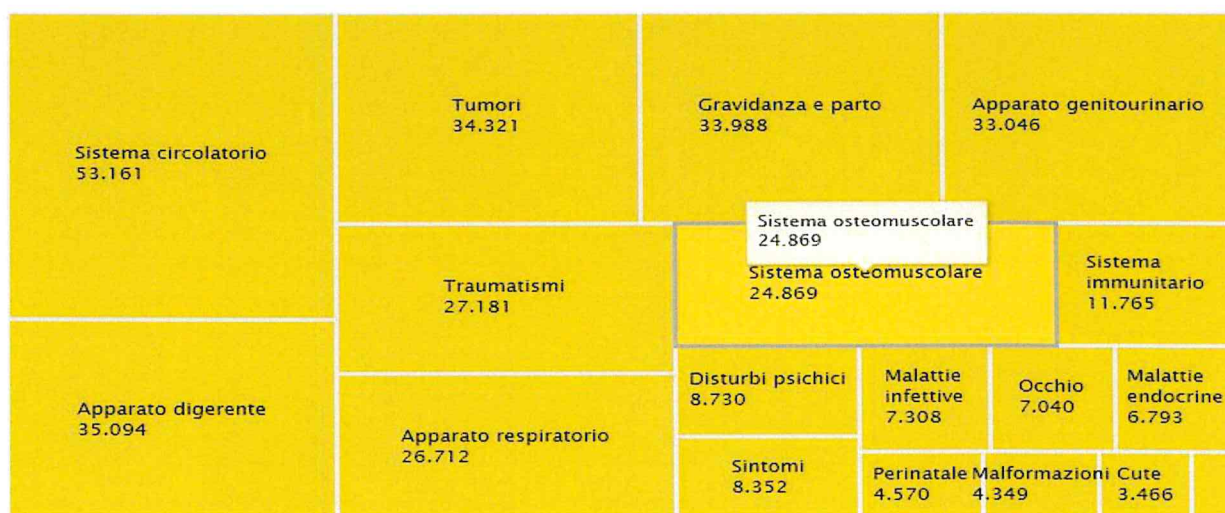 Sistema circolatorio
53.161
Apparato digerente
35.094
Tumori
34.321
Gravidanza e parto
33.988
Apparato genitourinario
33.046
Traumatismi
27.181
Apparato respiratorio
26.712
Sistema osteomuscolare
24.869
Sistema osteomuscolare
24.869
Sistema
immunitario
11.765
Disturbi psichici
8.730
Sintomi
8.352
Malattie
infettive
7.308
Occhio
7.040
Malattie
endocrine
6.793
Perinatale
4.570
Malformazioni
4.349
Cute
3.466